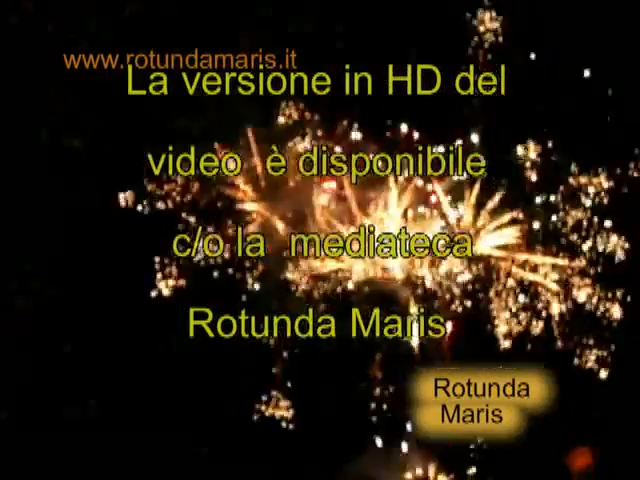 www.rotundamaris.it
La versione in HD del
video è disponibile
c/o la mediateca
Rotunda Maris
Rotunda
Maris